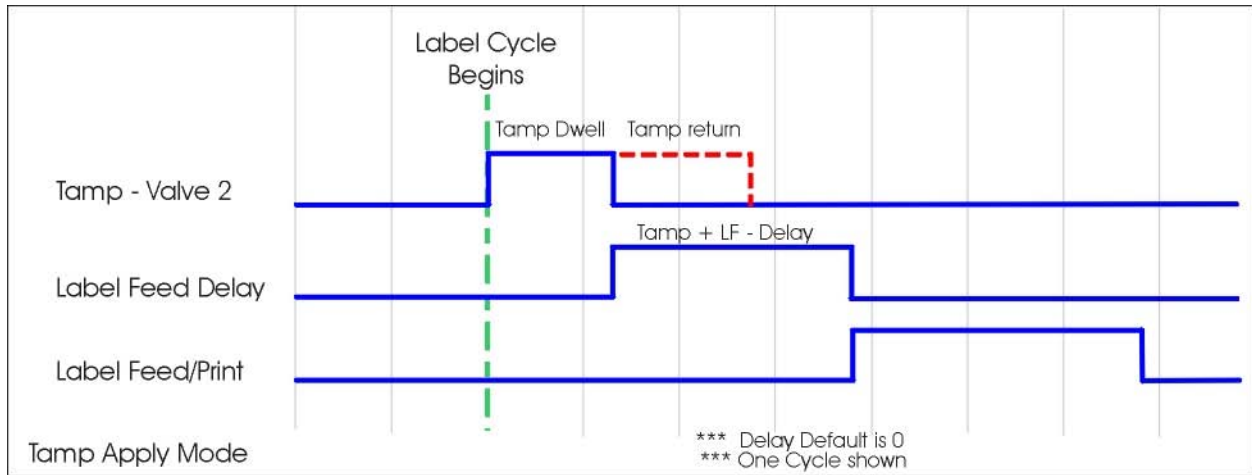 Label Cycle
Begins
Tamp Dwell
Tamp return
Tamp - Valve 2
Tamp + LF - Delay
Label Feed Delay
Label Feed/Print
Tamp Apply Mode
*** Delay Default is 0
*** One Cycle shown